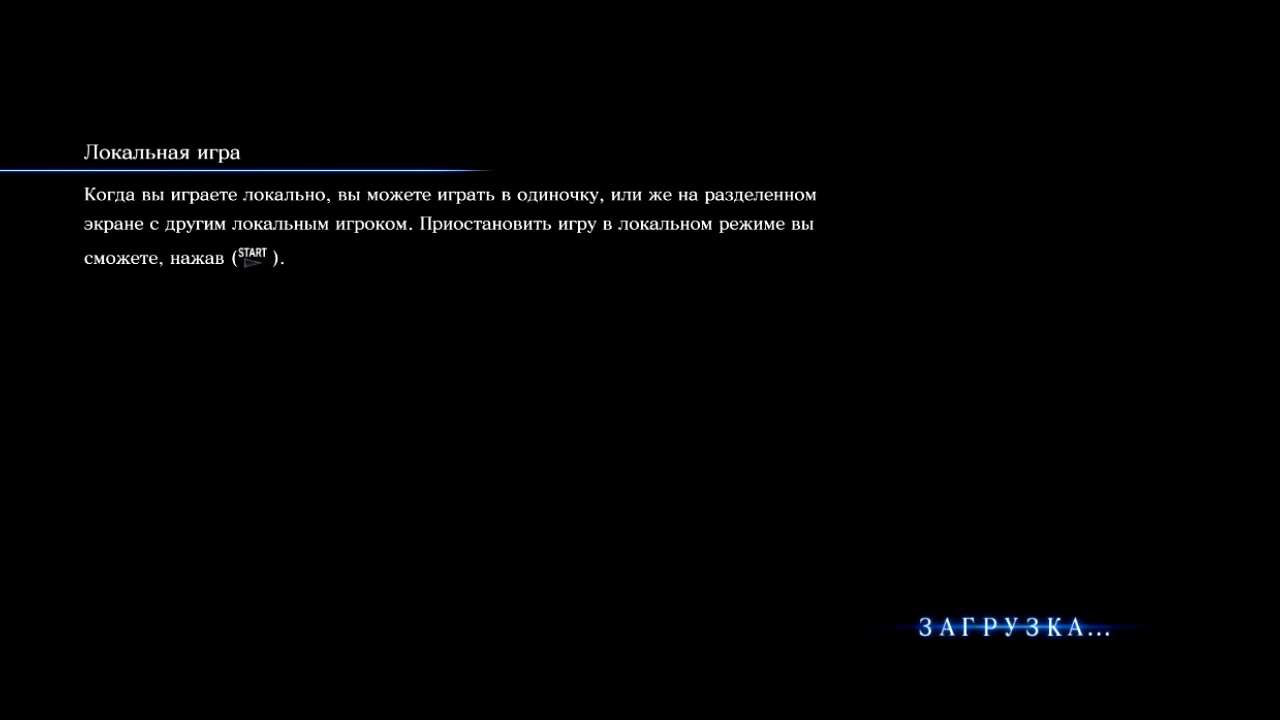 Локальная игра
Когда вы играете локально, вы можете играть в одиночку, или же на разделенном
экране с другим локальным игроком. Приостановить игру в локальном режиме вы
сможете, нажав (START ).
ЗАГРУЗКА...